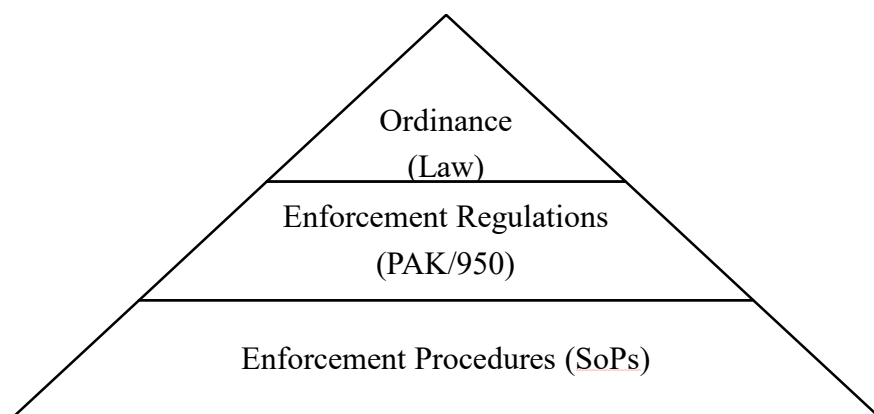 Ordinance
(Law)
Enforcement Regulations
(PAK/950)
Enforcement Procedures (SoPs)